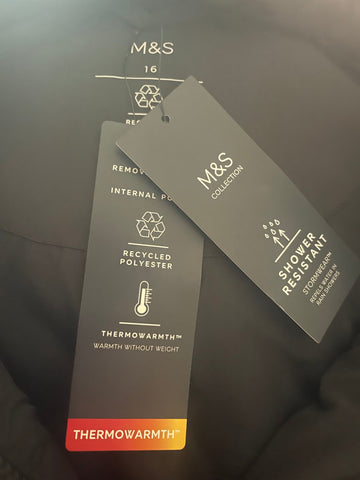 M&S
16
REMOV
INTERNAL PO
RECYCLED
POLYESTER
THERMOWARMTH™
WARMTH WITHOUT WEIGHT
THERMOWARMTH™
M&S
COLLECTION
SHOWER
RESISTANT
STORMWEAR™
REPELS WATER IN
RAIN SHOWERS